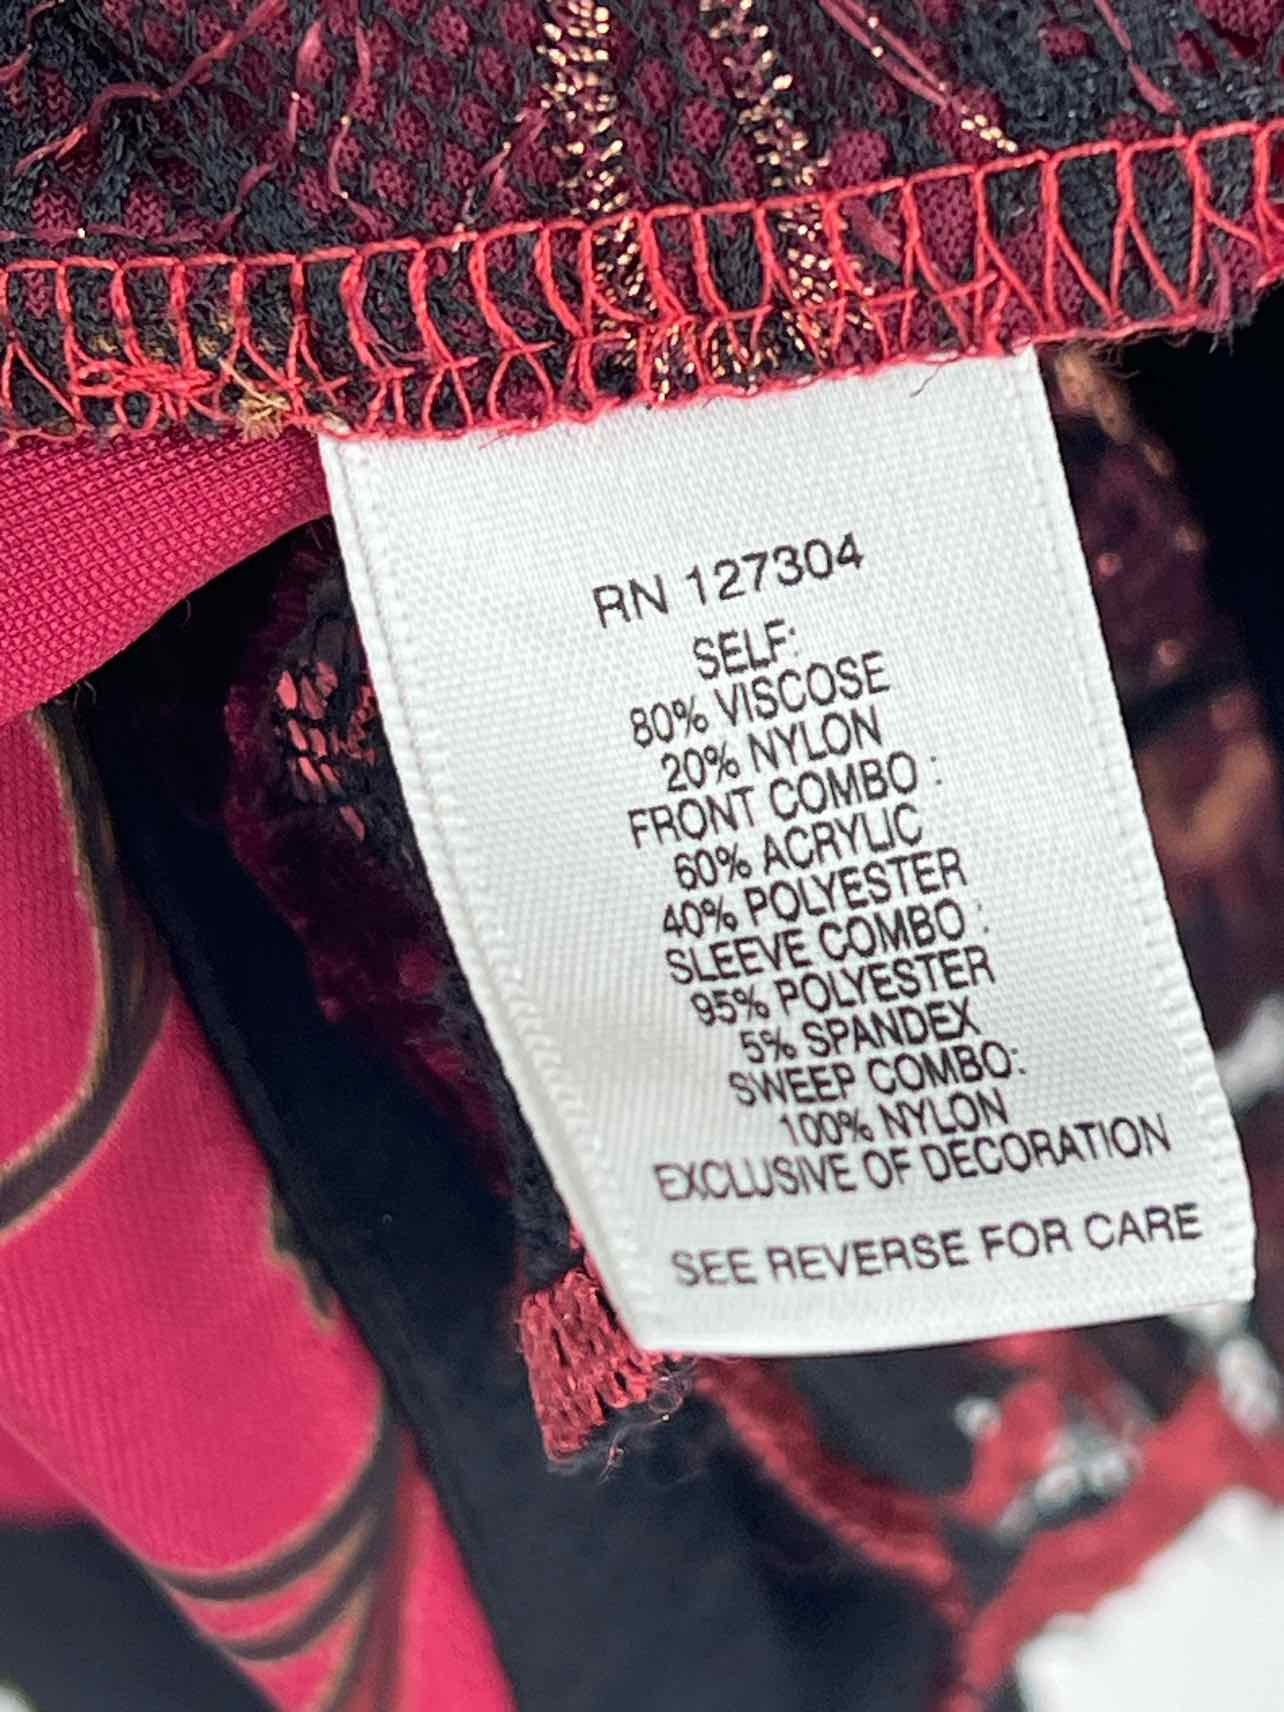 RN 127304
SELF:
80% VISCOSE
20% NYLON
FRONT COMBO :
60% ACRYLIC
40% POLYESTER
SLEEVE COMBO :
95% POLYESTER
5% SPANDEX
SWEEP COMBO:
100% NYLON
EXCLUSIVE OF DECORATION
SEE REVERSE FOR CARE